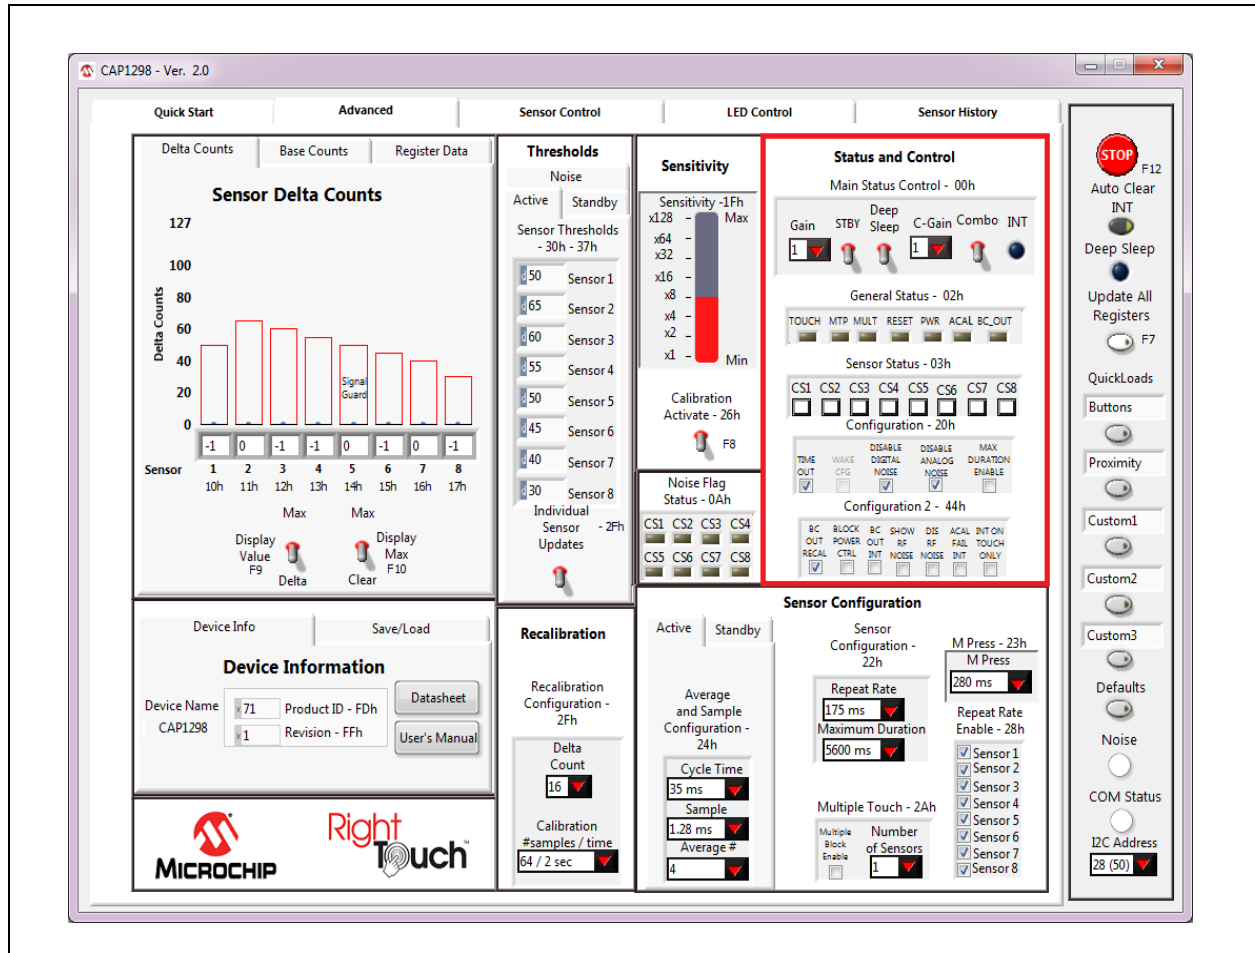 CAP1298 - Ver. 2.0
Quick Start
Advanced
Sensor Control
LED Control
Sensor History
Delta Counts
Base Counts
Register Data
Sensor Delta Counts
127
100
80
60
40
20
0
Delta Counts
Signal
Guard
-1 0 -1 -1 0 -1 0 -1
Sensor 1 2 3 4 5 6 7 8
10h 11h 12h 13h 14h 15h 16h 17h
Max
Display
Value
F9
Delta
Max
Display
Max
F10
Clear
Thresholds
Noise
Active
Standby
Sensor Thresholds
- 30h - 37h
d 50 Sensor 1
d 65 Sensor 2
d 60 Sensor 3
d 55 Sensor 4
d 50 Sensor 5
d 45 Sensor 6
d 40 Sensor 7
d 30 Sensor 8
Individual
Sensor - 2Fh
Updates
Sensitivity
Sensitivity -1Fh
x128 Max
x64
x32
x16
x8
x4
x2
x1 Min
Calibration
Activate - 26h
F8
Noise Flag
Status - 0Ah
CS1 CS2 CS3 CS4
CS5 CS6 CS7 CS8
Status and Control
Main Status Control - 00h
Gain
1
STBY
Deep
Sleep
C-Gain
1
Combo
INT
General Status - 02h
TOUCH MTP MULT RESET PWR ACAL BC_OUT
Sensor Status - 03h
CS1 CS2 CS3 CS4 CS5 CS6 CS7 CS8
Configuration - 20h
TIME
OUT
WAKE
CFG
DISABLE
DIGITAL
NOISE
DISABLE
ANALOG
NOISE
MAX
DURATION
ENABLE
Configuration 2 - 44h
BC
OUT
RECAL
BLOCK
POWER
CTRL
BC
OUT
INT
SHOW
RF
NOISE
DIS
RF
NOISE
ACAL
FAIL
INT
INT ON
TOUCH
ONLY
Device Info
Save/Load
Device Information
Device Name
CAP1298
x 71 Product ID - FDh
x 1 Revision - FFh
Datasheet
User's Manual
MICROCHIP
RightTouch
Recalibration
Recalibration
Configuration -
2Fh
Delta
Count
16
Calibration
#samples / time
64 / 2 sec
Sensor Configuration
Active
Standby
Average
and Sample
Configuration -
24h
Cycle Time
35 ms
Sample
1.28 ms
Average #
4
Sensor
Configuration -
22h
Repeat Rate
175 ms
Maximum Duration
5600 ms
Multiple Touch - 2Ah
Multiple
Block
Enable
Number
of Sensors
1
M Press - 23h
M Press
280 ms
Repeat Rate
Enable - 28h
Sensor 1
Sensor 2
Sensor 3
Sensor 4
Sensor 5
Sensor 6
Sensor 7
Sensor 8
STOP
F12
Auto Clear
INT
Deep Sleep
Update All
Registers
F7
QuickLoads
Buttons
Proximity
Custom1
Custom2
Custom3
Defaults
Noise
COM Status
I2C Address
28 (50)